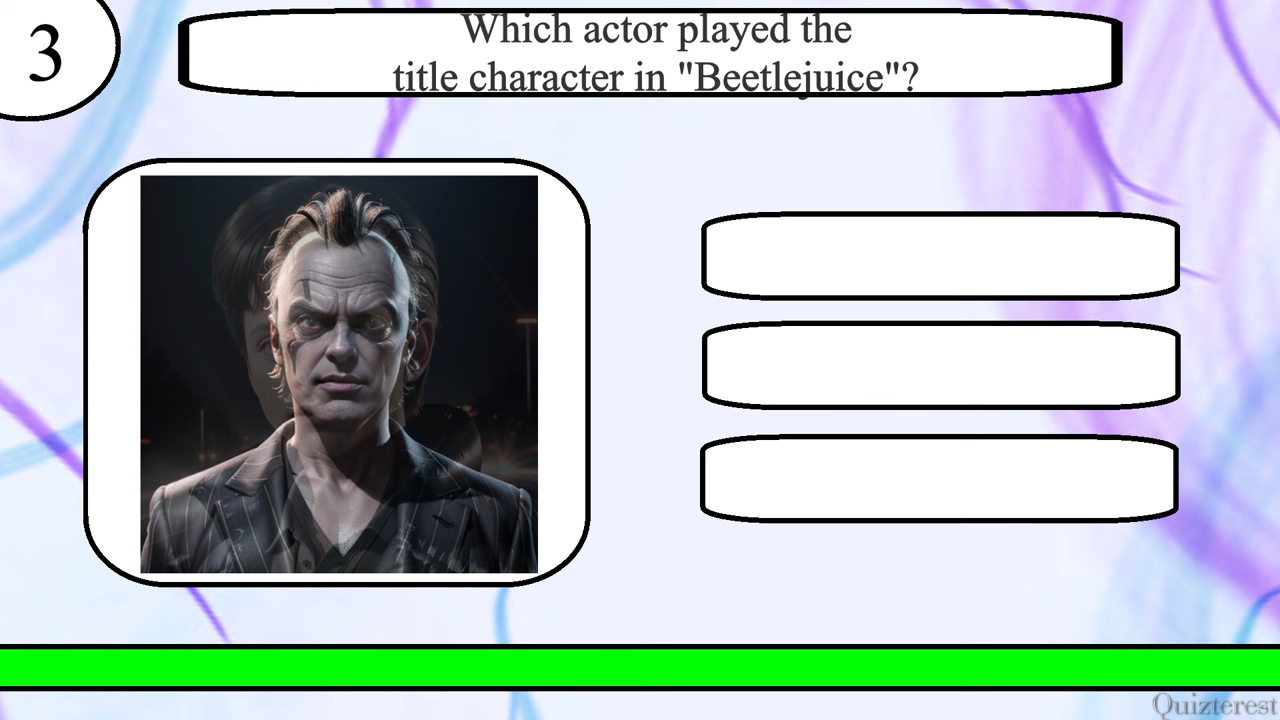 3
Which actor played the
title character in "Beetlejuice"?
Quizterest